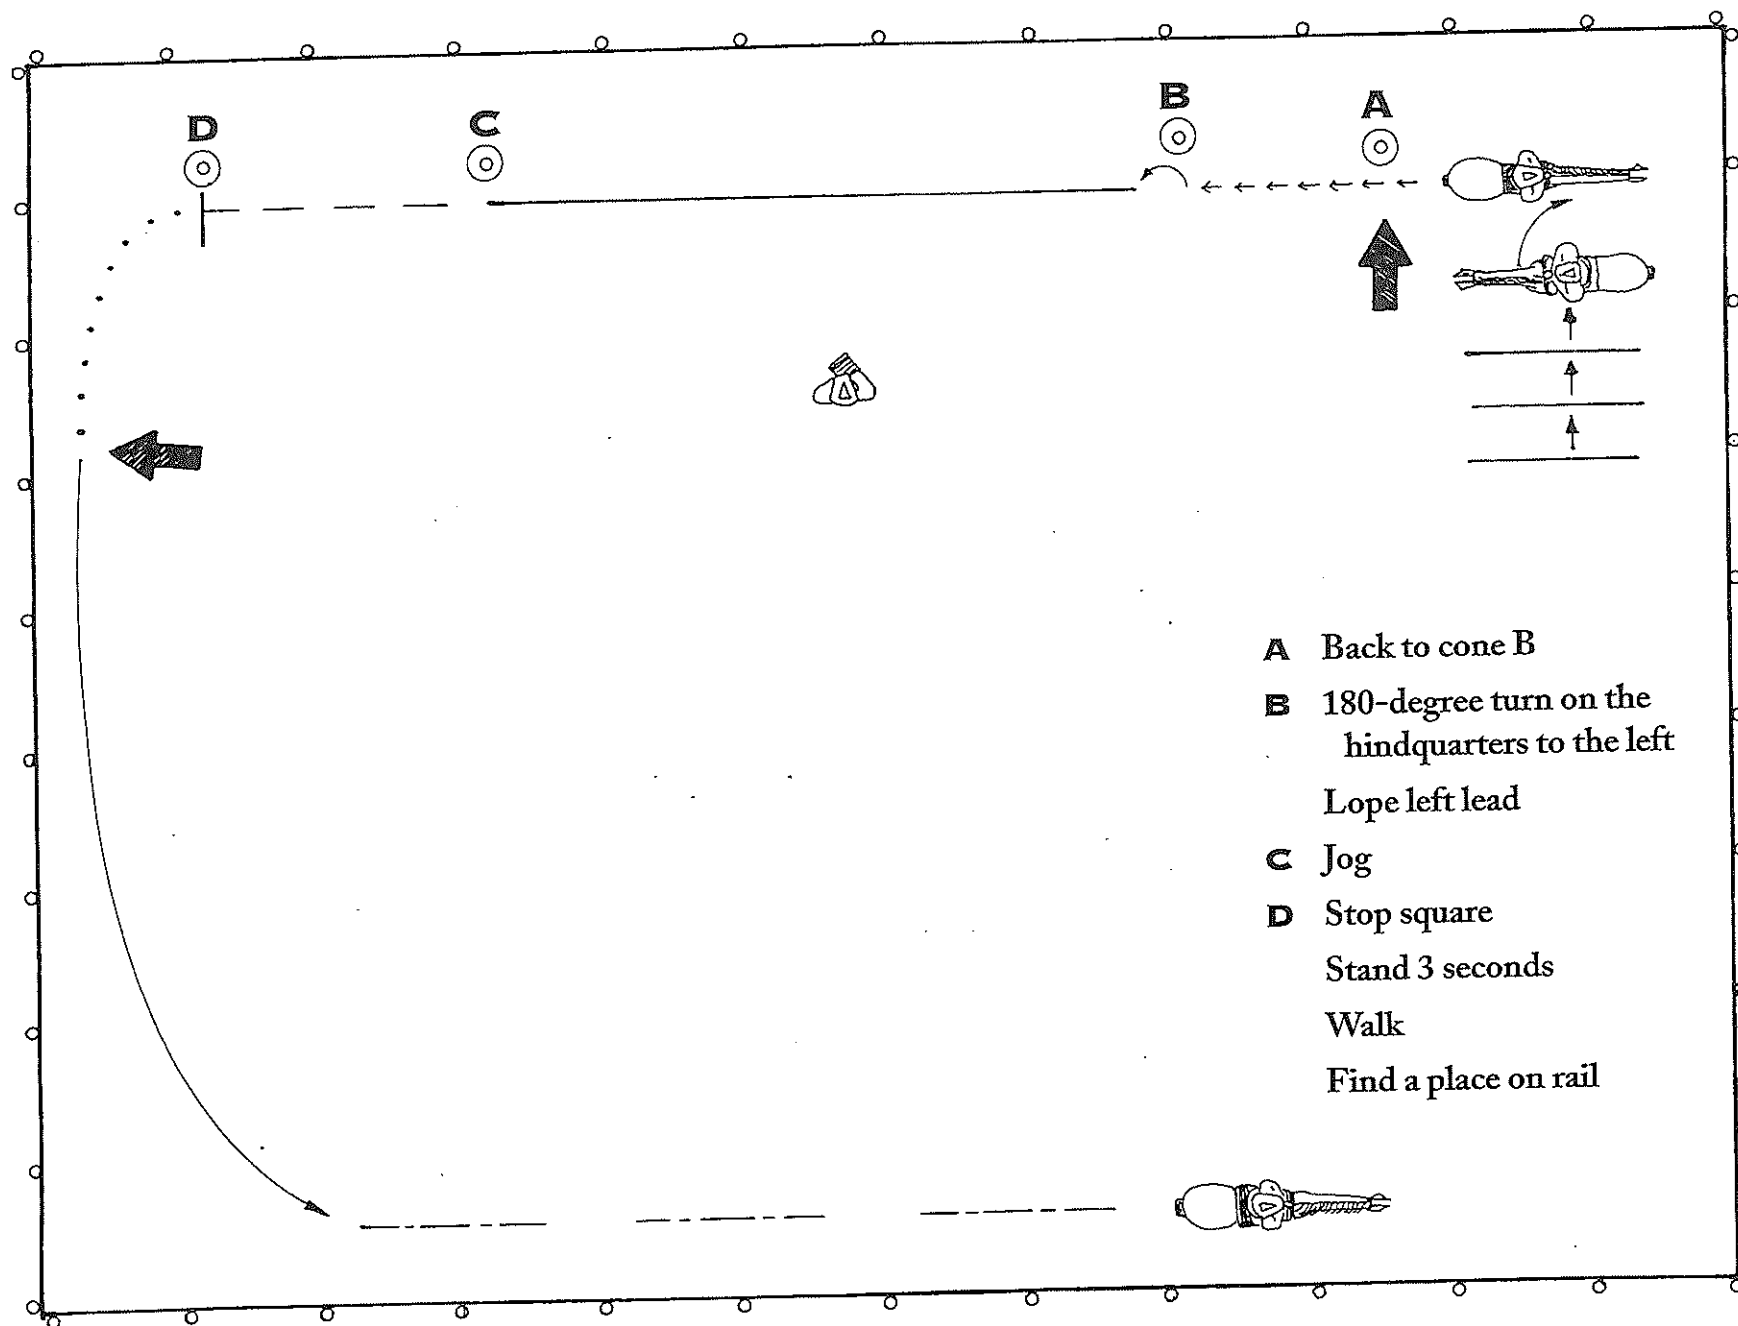 D
C
B
A
A Back to cone B
B 180-degree turn on the
hindquarters to the left
Lope left lead
C Jog
D Stop square
Stand 3 seconds
Walk
Find a place on rail